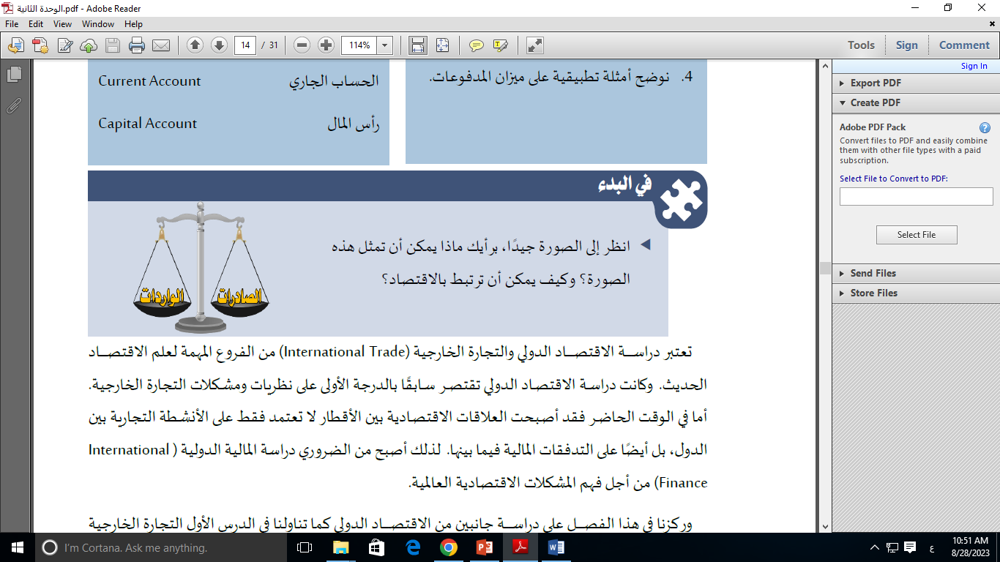 الوحدة الثانية.pdf - Adobe Reader
File Edit View Window Help
14 / 31 114% Tools Sign Comment
Sign In
Export PDF
Create PDF
Adobe PDF Pack
Convert files to PDF and easily combine
them with other file types with a paid
subscription.
Select File to Convert to PDF:
Select File
Send Files
Store Files
4. نوضح أمثلة تطبيقية على ميزان المدفوعات.
الحساب الجاري Current Account
رأس المال Capital Account
في البدء
انظر إلى الصورة جيدًا، برأيك ماذا يمكن أن تمثل هذه
الصورة؟ وكيف يمكن أن ترتبط بالاقتصاد؟
الصادرات
الواردات
تعتبر دراسة الاقتصاد الدولي والتجارة الخارجية (International Trade) من الفروع المهمة لعلم الاقتصاد
الحديث. وكانت دراسة الاقتصاد الدولي تقتصر سابقًا بالدرجة الأولى على نظريات ومشكلات التجارة الخارجية.
أما في الوقت الحاضر فقد أصبحت العلاقات الاقتصادية بين الأقطار لا تعتمد فقط على الأنشطة التجارية بين
الدول، بل أيضًا على التدفقات المالية فيما بينها. لذلك أصبح من الضروري دراسة المالية الدولية (International
Finance) من أجل فهم المشكلات الاقتصادية العالمية.
وركزنا في هذا الفصل على دراسة جانبين من الاقتصاد الدولي كما تناولنا في الدرس الأول التجارة الخارجية
I'm Cortana. Ask me anything.
ع
10:51 AM
8/28/2023